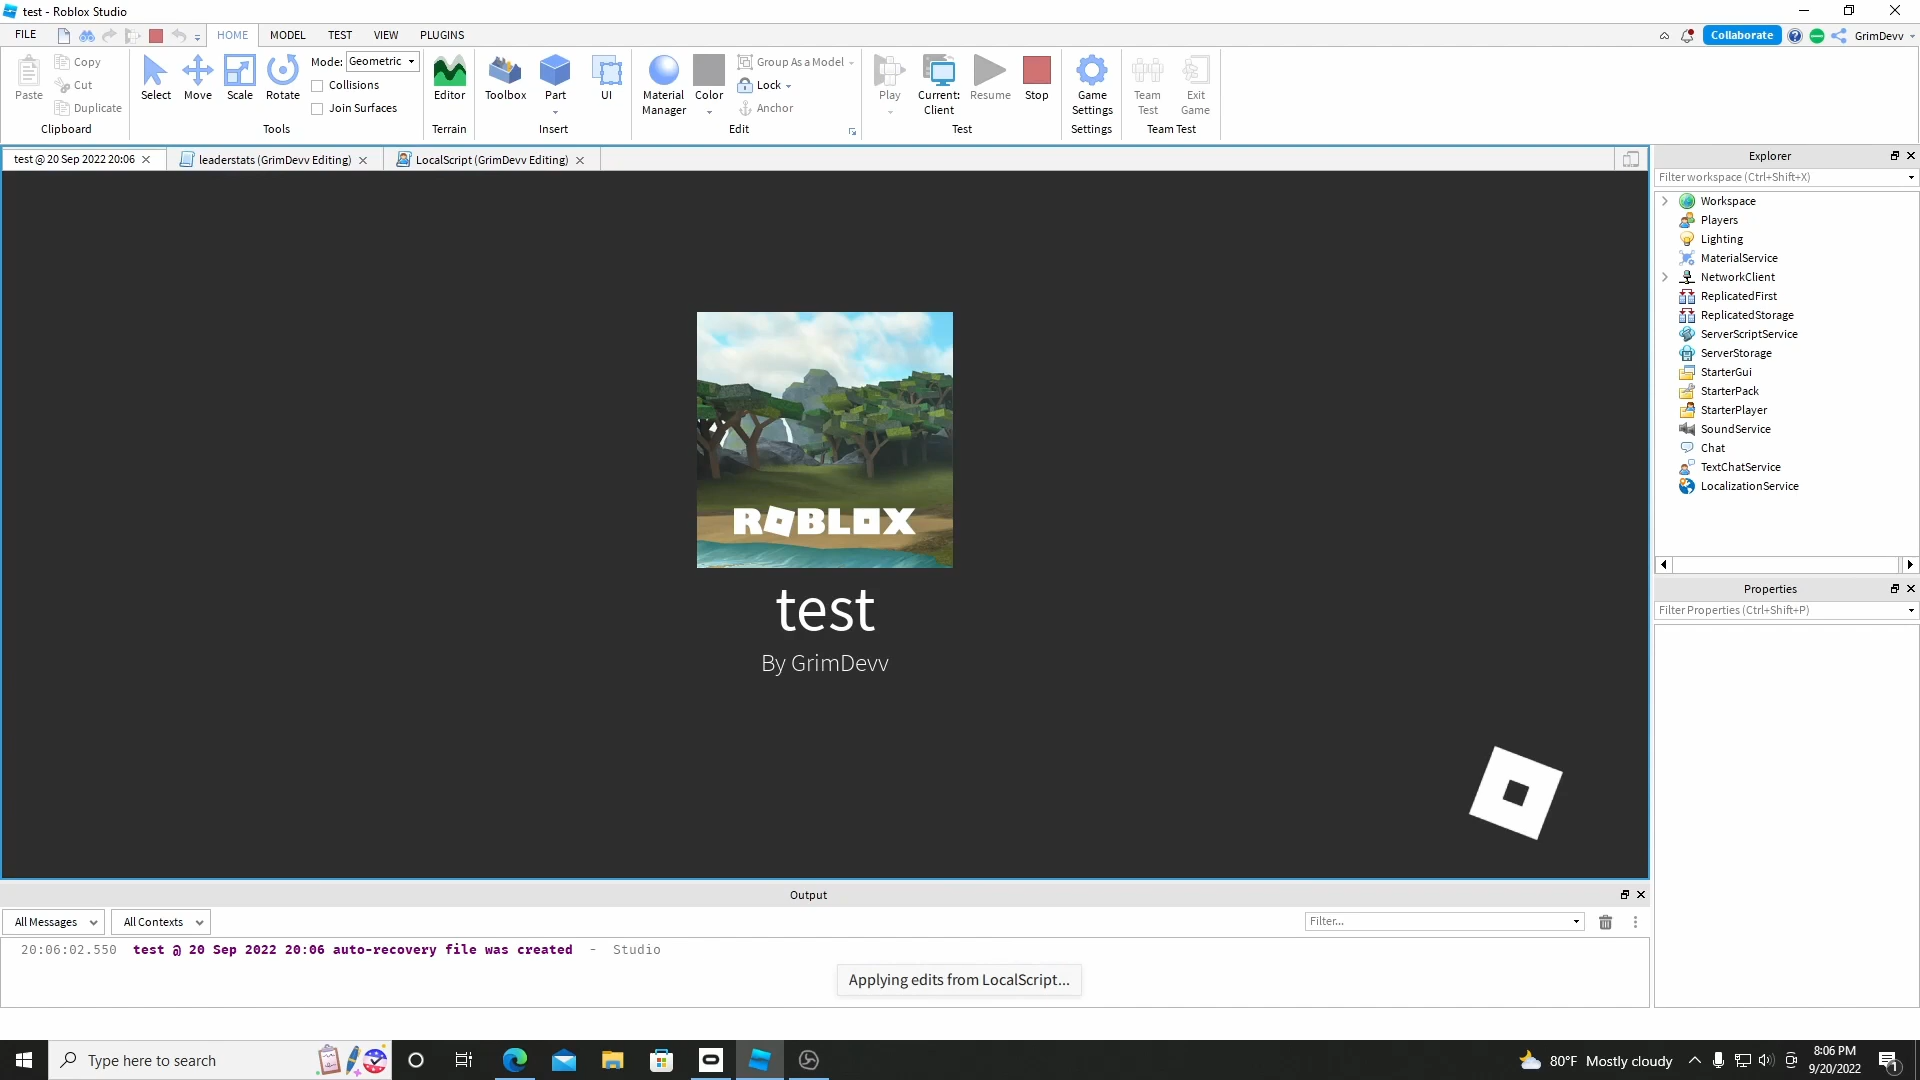 test - Roblox Studio
FILE HOME MODEL TEST VIEW PLUGINS Collaborate GrimDevv
Paste Copy Cut Duplicate Clipboard
Select Move Scale Rotate Mode: Geometric Collisions Join Surfaces Tools
Editor Terrain
Toolbox Part UI Insert
Material Manager Color Group As a Model Lock Anchor Edit
Play Current: Client Resume Stop Test
Game Settings Settings
Team Test Exit Game Team Test
test @ 20 Sep 2022 20:06 leaderstats (GrimDevv Editing) LocalScript (GrimDevv Editing)
ROBLOX
test
By GrimDevv
Explorer
Filter workspace (Ctrl+Shift+X)
Workspace
Players
Lighting
MaterialService
NetworkClient
ReplicatedFirst
ReplicatedStorage
ServerScriptService
ServerStorage
StarterGui
StarterPack
StarterPlayer
SoundService
Chat
TextChatService
LocalizationService
Properties
Filter Properties (Ctrl+Shift+P)
Output
All Messages All Contexts Filter...
20:06:02.550 test @ 20 Sep 2022 20:06 auto-recovery file was created - Studio
Applying edits from LocalScript...
Type here to search
80°F Mostly cloudy
8:06 PM
9/20/2022
1